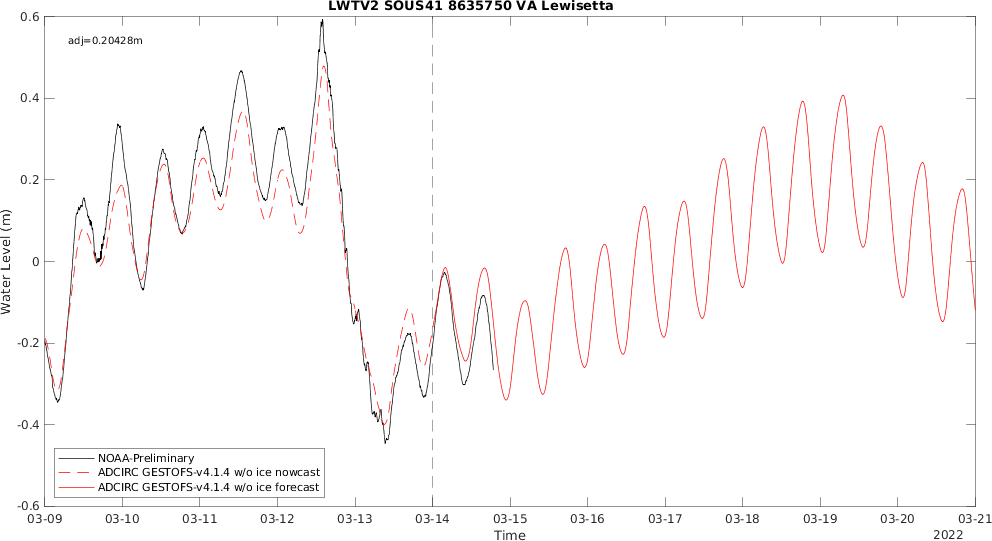 LWTV2 SOUS41 8635750 VA Lewisetta
adj=0.20428m
Water Level (m)
0.6
0.4
0.2
0
-0.2
-0.4
-0.6
NOAA-Preliminary
ADCIRC GESTOFS-v4.1.4 w/o ice nowcast
ADCIRC GESTOFS-v4.1.4 w/o ice forecast
03-09 03-10 03-11 03-12 03-13 03-14 03-15 03-16 03-17 03-18 03-19 03-20 03-21
Time
2022